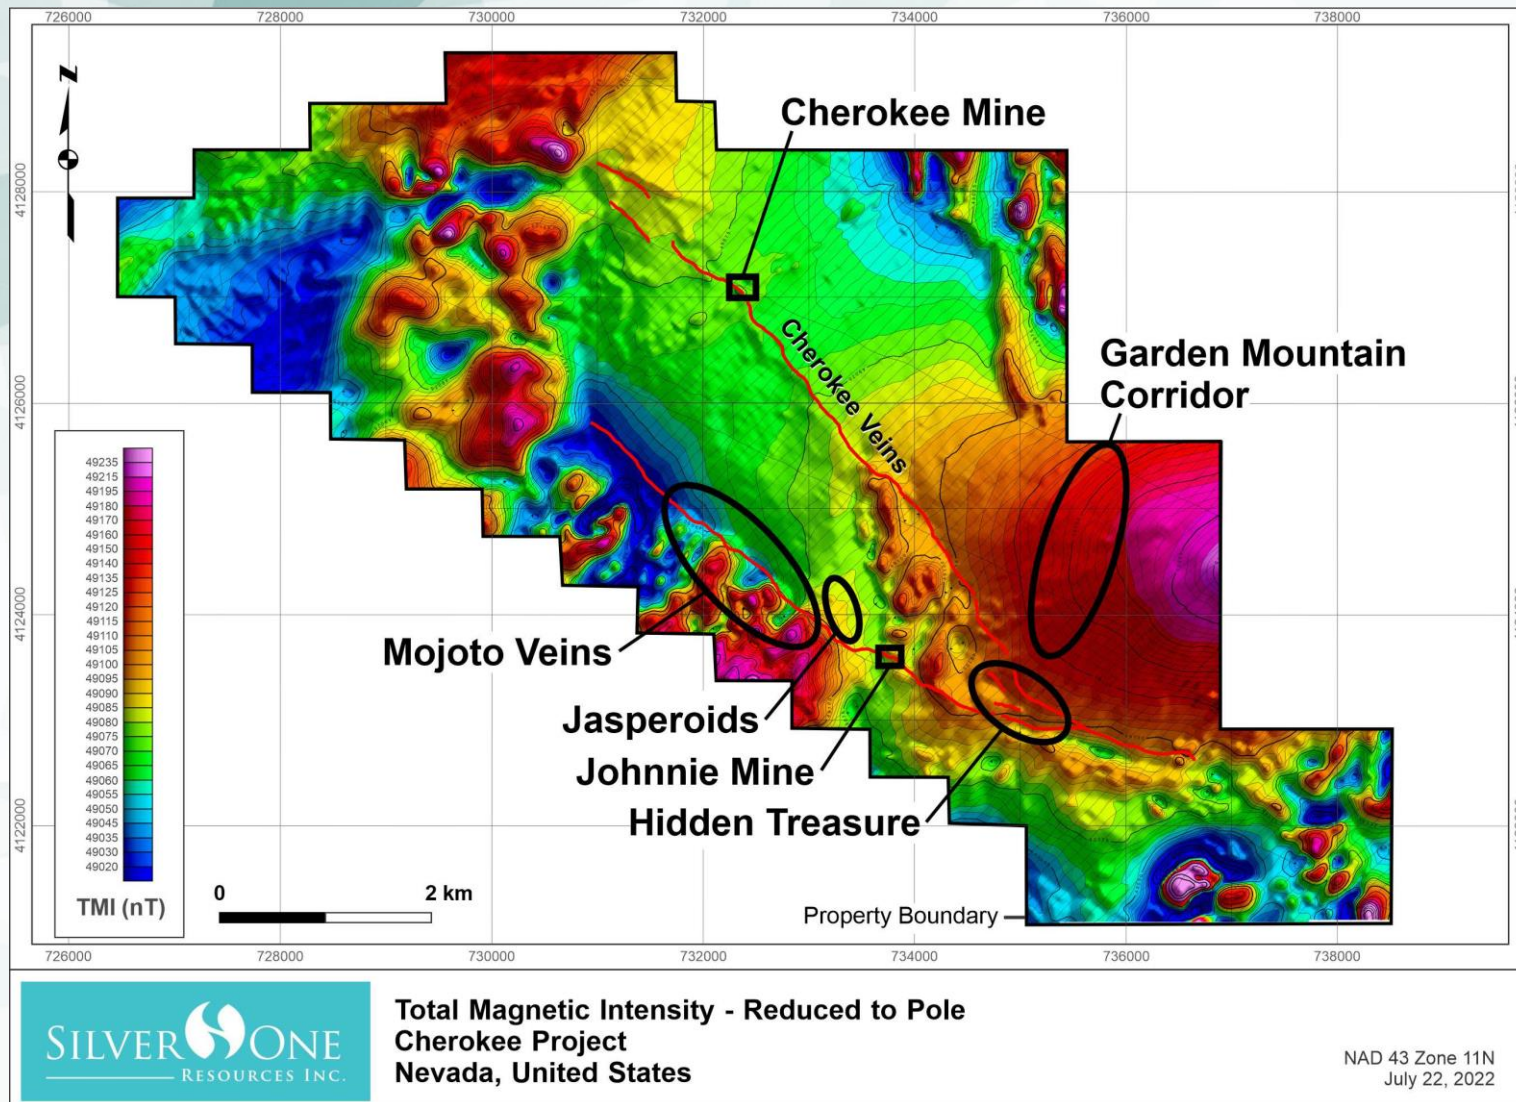 726000 728000 730000 732000 734000 736000 738000
N
Cherokee Mine
4128000
Cherokee Veins
Garden Mountain
Corridor
4126000
49235
49215
49195
49180
49170
49160
49150
49140
49135
49125
49120
49115
49110
49105
49100
49095
49090
49080
49075
49070
49065
49060
49055
49050
49045
49035
49030
49020
TMI (nT)
4124000
Mojoto Veins
Jasperoids
Johnnie Mine
Hidden Treasure
4122000
0 2 km
Property Boundary
726000 728000 730000 732000 734000 736000 738000
SILVER ONE
RESOURCES INC.
Total Magnetic Intensity - Reduced to Pole
Cherokee Project
Nevada, United States
NAD 43 Zone 11N
July 22, 2022